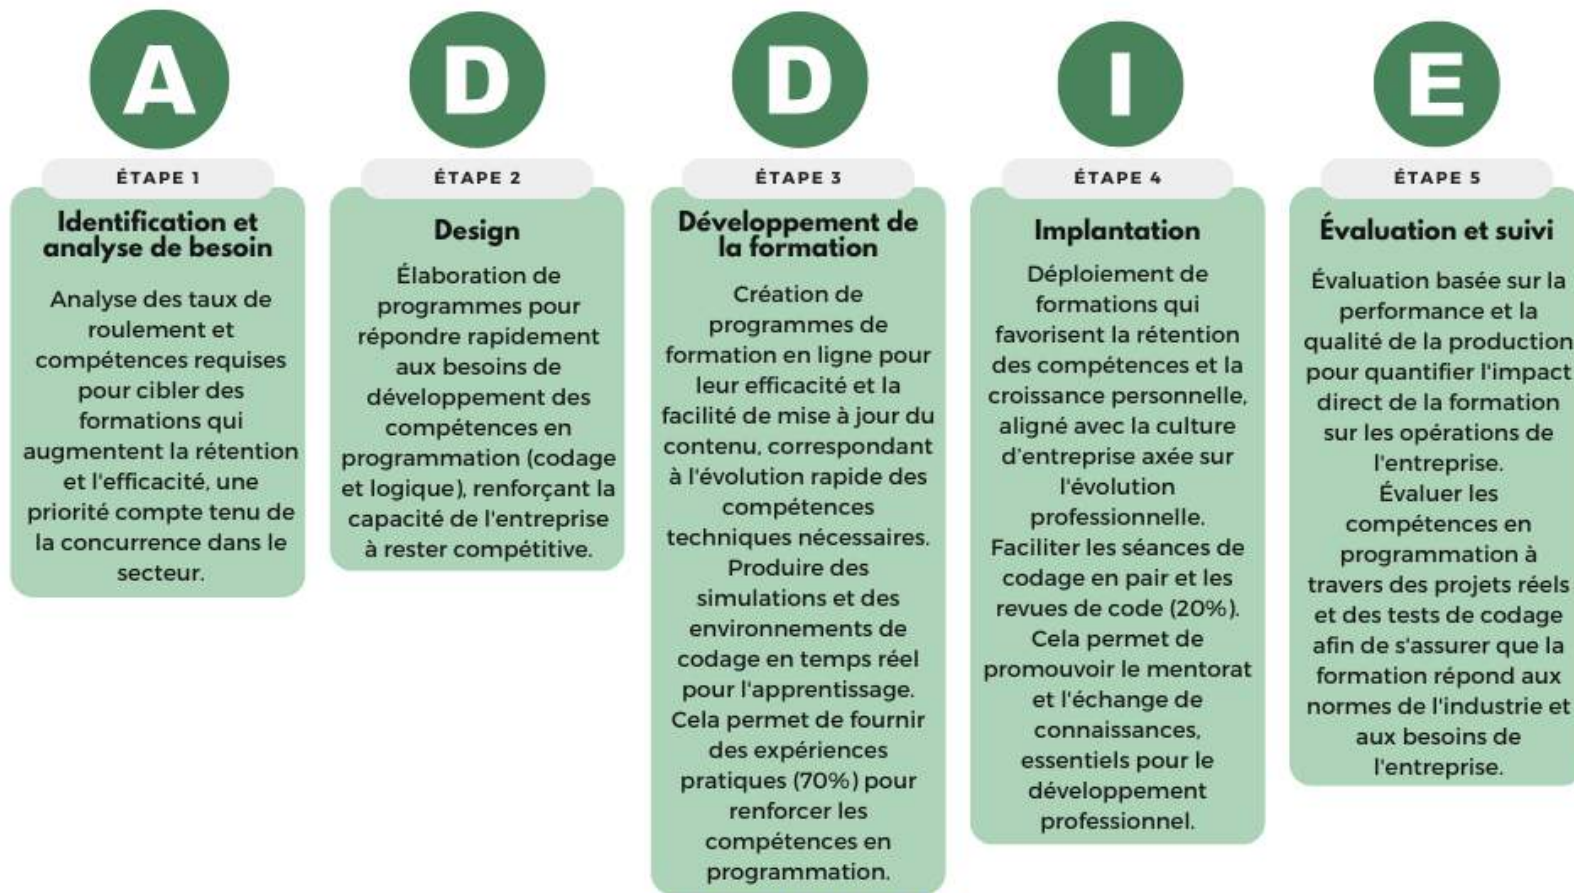 A
ÉTAPE 1
Identification et
analyse de besoin
Analyse des taux de
roulement et
compétences requises
pour cibler des
formations qui
augmentent la rétention
et l'efficacité, une
priorité compte tenu de
la concurrence dans le
secteur.
D
ÉTAPE 2
Design
Élaboration de
programmes pour
répondre rapidement
aux besoins de
développement des
compétences en
programmation (codage
et logique), renforçant la
capacité de l'entreprise
à rester compétitive.
D
ÉTAPE 3
Développement de
la formation
Création de
programmes de
formation en ligne pour
leur efficacité et la
facilité de mise à jour du
contenu, correspondant
à l'évolution rapide des
compétences
techniques nécessaires.
Produire des
simulations et des
environnements de
codage en temps réel
pour l'apprentissage.
Cela permet de fournir
des expériences
pratiques (70%) pour
renforcer les
compétences en
programmation.
I
ÉTAPE 4
Implantation
Déploiement de
formations qui
favorisent la rétention
des compétences et la
croissance personnelle,
aligné avec la culture
d'entreprise axée sur
l'évolution
professionnelle.
Faciliter les séances de
codage en pair et les
revues de code (20%).
Cela permet de
promouvoir le mentorat
et l'échange de
connaissances,
essentiels pour le
développement
professionnel.
E
ÉTAPE 5
Évaluation et suivi
Évaluation basée sur la
performance et la
qualité de la production
pour quantifier l'impact
direct de la formation
sur les opérations de
l'entreprise.
Évaluer les
compétences en
programmation à
travers des projets réels
et des tests de codage
afin de s'assurer que la
formation répond aux
normes de l'industrie et
aux besoins de
l'entreprise.